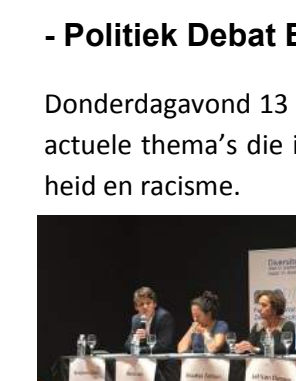 - Politiek Debat E
Donderdagavond 13
actuele thema’s die i
heid en racisme.